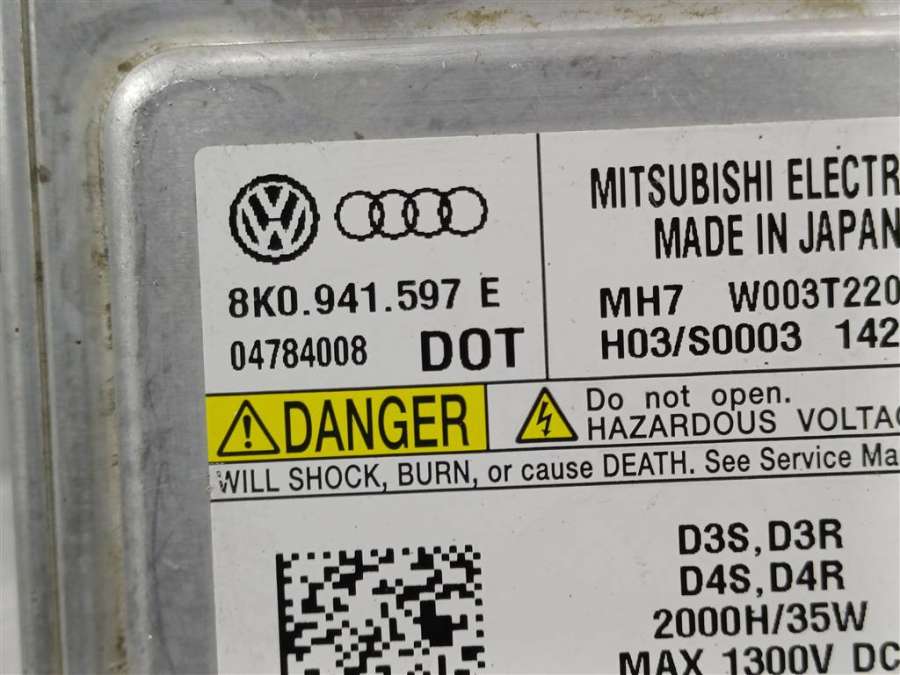 MITSUBISHI ELECTR
MADE IN JAPAN
8K0.941.597 E
MH7 W003T220
04784008 DOT
H03/S0003 142
DANGER
Do not open.
HAZARDOUS VOLTAG
WILL SHOCK, BURN, or cause DEATH. See Service Ma
D3S, D3R
D4S, D4R
2000H/35W
MAX 1300V DC